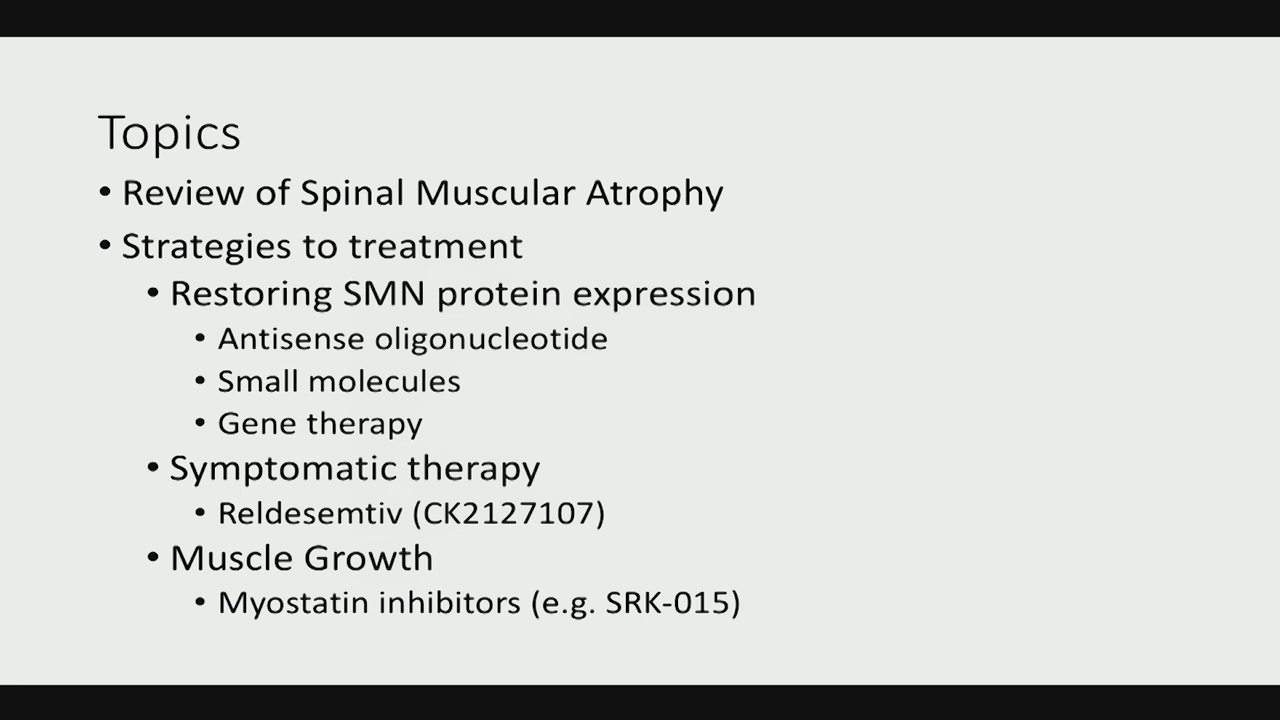 Topics
• Review of Spinal Muscular Atrophy
• Strategies to treatment
• Restoring SMN protein expression
• Antisense oligonucleotide
• Small molecules
• Gene therapy
• Symptomatic therapy
• Reldesemtiv (CK2127107)
• Muscle Growth
• Myostatin inhibitors (e.g. SRK-015)